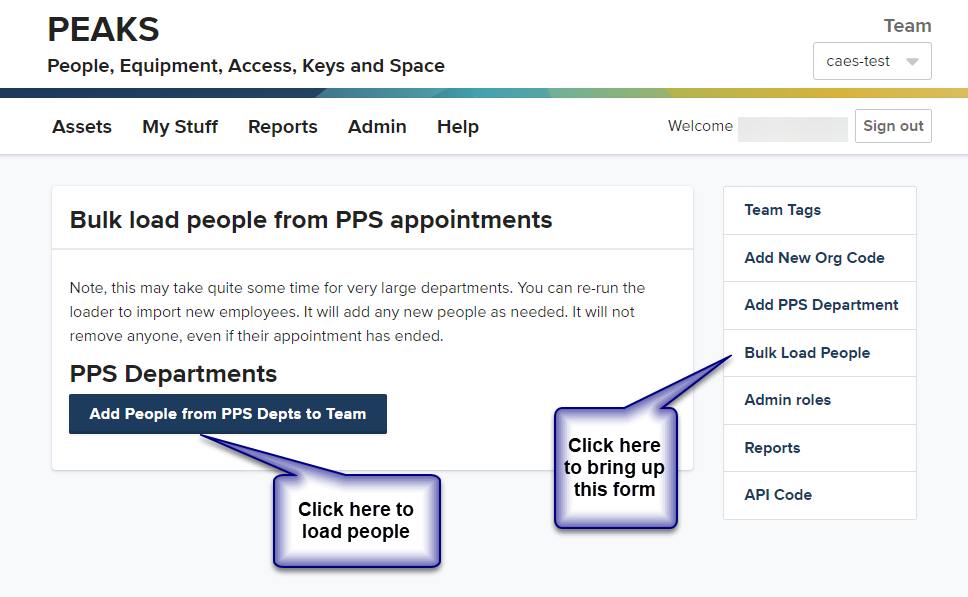 PEAKS
People, Equipment, Access, Keys and Space
Team
caes-test
Assets My Stuff Reports Admin Help
Welcome
Sign out
Bulk load people from PPS appointments
Note, this may take quite some time for very large departments. You can re-run the
loader to import new employees. It will add any new people as needed. It will not
remove anyone, even if their appointment has ended.
PPS Departments
Add People from PPS Depts to Team
Click here to
load people
Team Tags
Add New Org Code
Add PPS Department
Bulk Load People
Admin roles
Reports
API Code
Click here
to bring up
this form